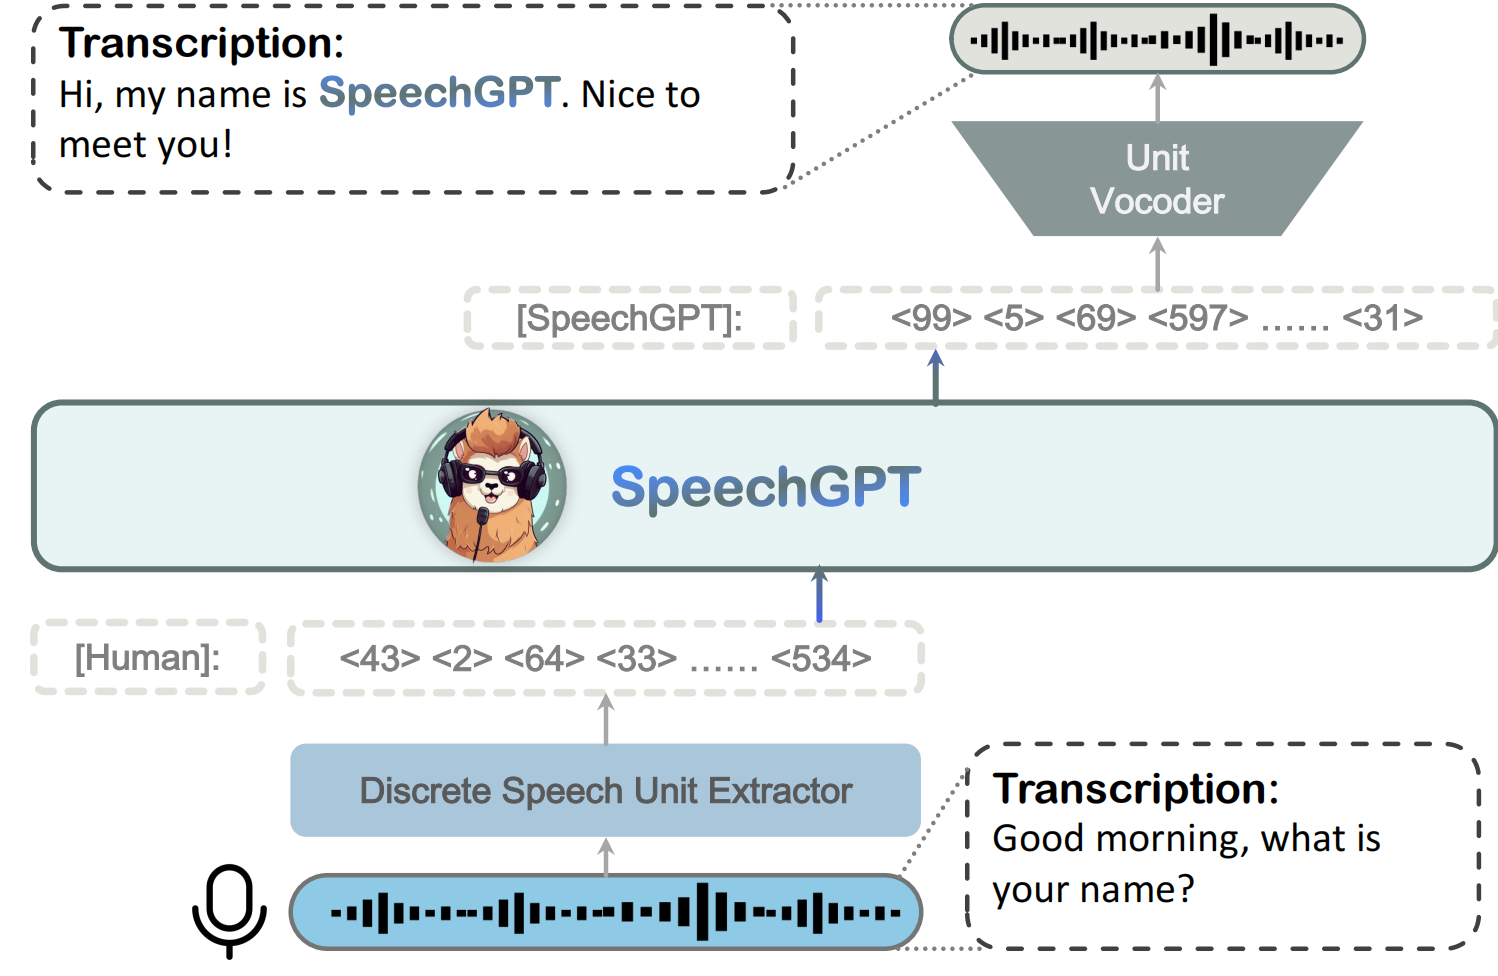 Transcription:
Hi, my name is SpeechGPT. Nice to
meet you!
Unit
Vocoder
[SpeechGPT]: <99> <5> <69> <597> ...... <31>
SpeechGPT
[Human]: <43> <2> <64> <33> ...... <534>
Discrete Speech Unit Extractor
Transcription:
Good morning, what is
your name?